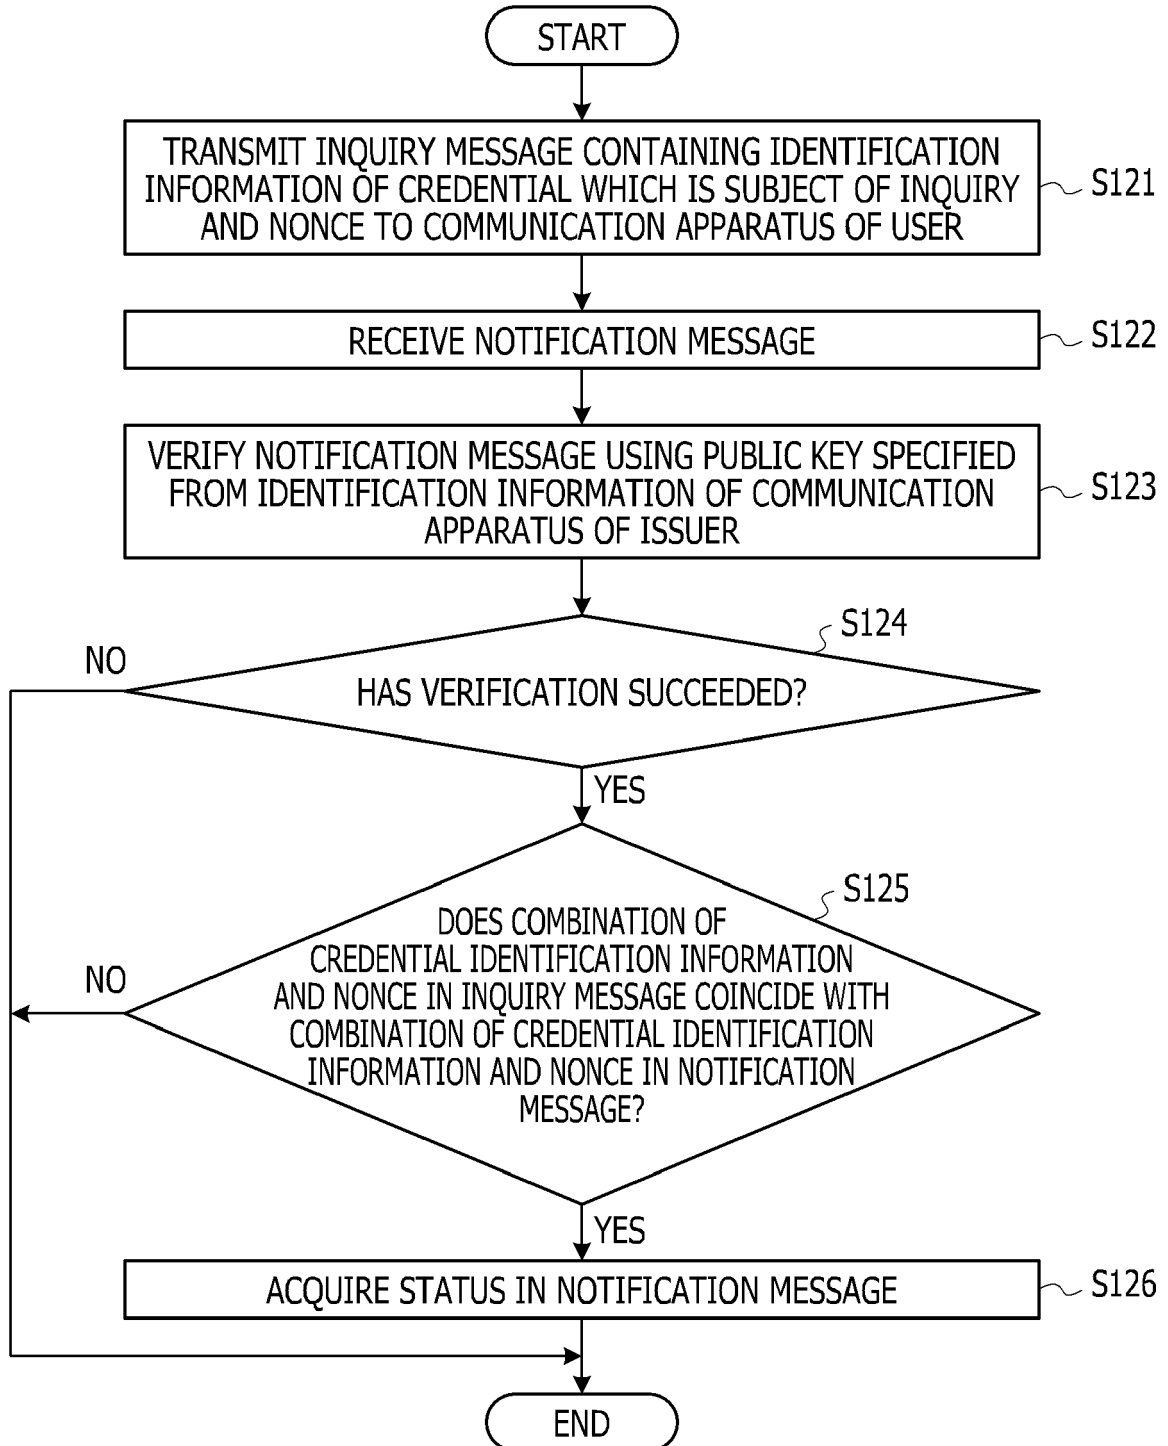 START
TRANSMIT INQUIRY MESSAGE CONTAINING IDENTIFICATION
INFORMATION OF CREDENTIAL WHICH IS SUBJECT OF INQUIRY
AND NONCE TO COMMUNICATION APPARATUS OF USER
S121
RECEIVE NOTIFICATION MESSAGE
S122
VERIFY NOTIFICATION MESSAGE USING PUBLIC KEY SPECIFIED
FROM IDENTIFICATION INFORMATION OF COMMUNICATION
APPARATUS OF ISSUER
S123
S124
NO
HAS VERIFICATION SUCCEEDED?
YES
S125
DOES COMBINATION OF
CREDENTIAL IDENTIFICATION INFORMATION
AND NONCE IN INQUIRY MESSAGE COINCIDE WITH
COMBINATION OF CREDENTIAL IDENTIFICATION
INFORMATION AND NONCE IN NOTIFICATION
MESSAGE?
NO
YES
ACQUIRE STATUS IN NOTIFICATION MESSAGE
S126
END